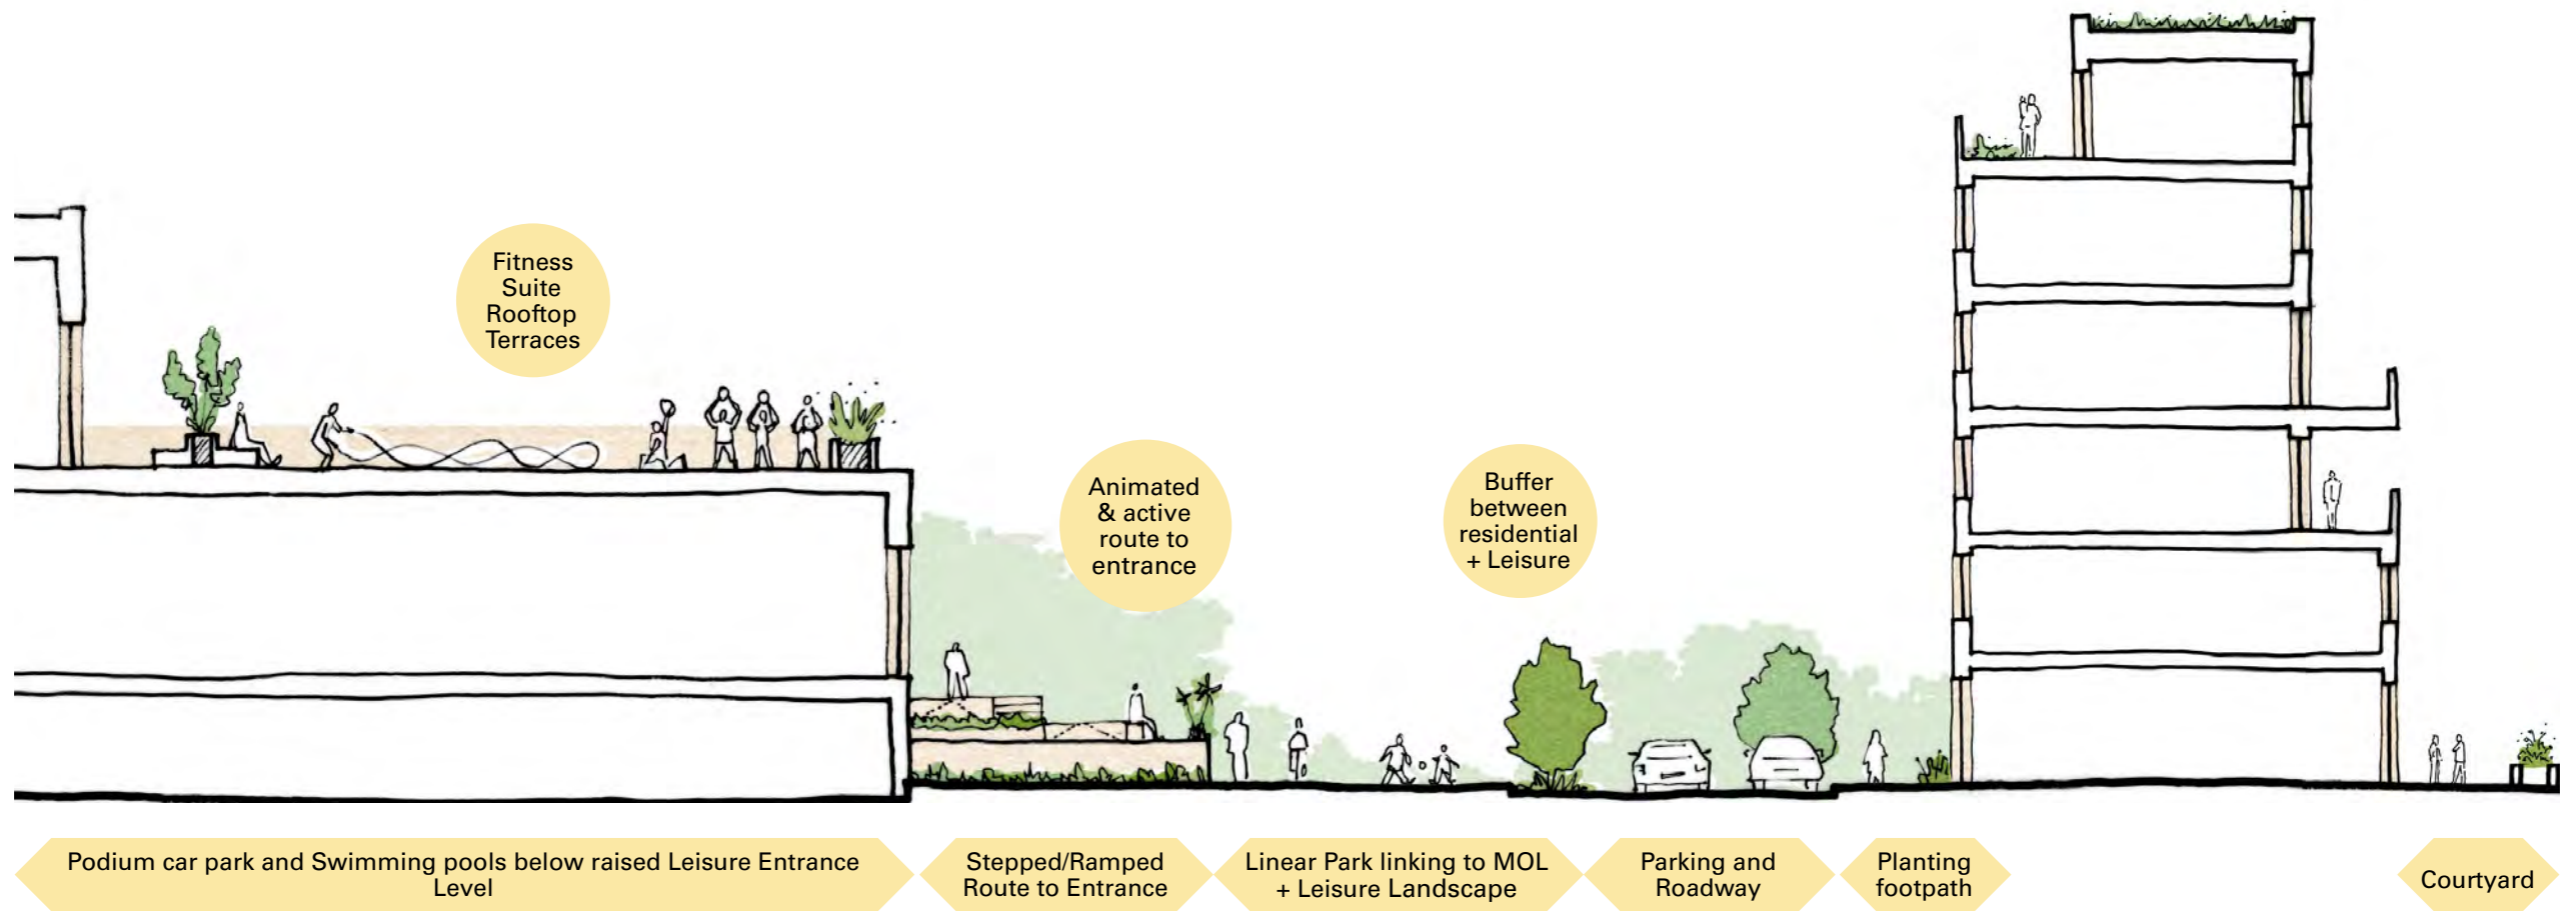 Fitness
Suite
Rooftop
Terraces
Animated
& active
route to
entrance
Buffer
between
residential
+ Leisure
Podium car park and Swimming pools below raised Leisure Entrance
Level
Stepped/Ramped
Route to Entrance
Linear Park linking to MOL
+ Leisure Landscape
Parking and
Roadway
Planting
footpath
Courtyard